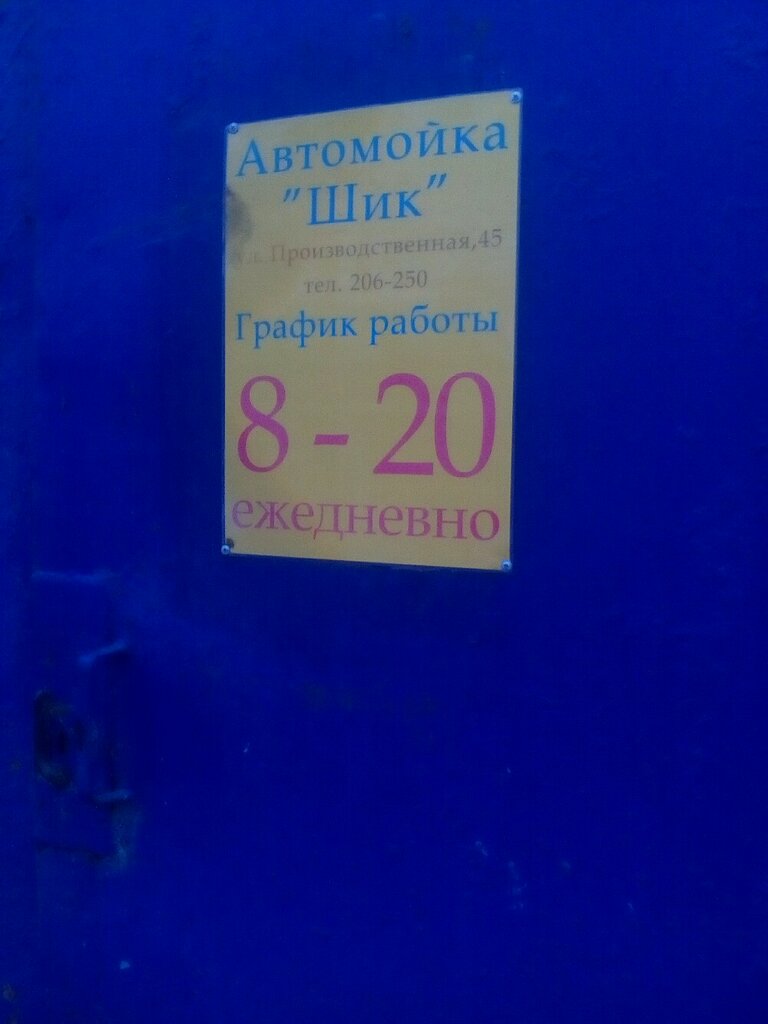 Автомойка
"Шик"
Производственная,45
тел. 206-250
График работы
8 - 20
ежедневно